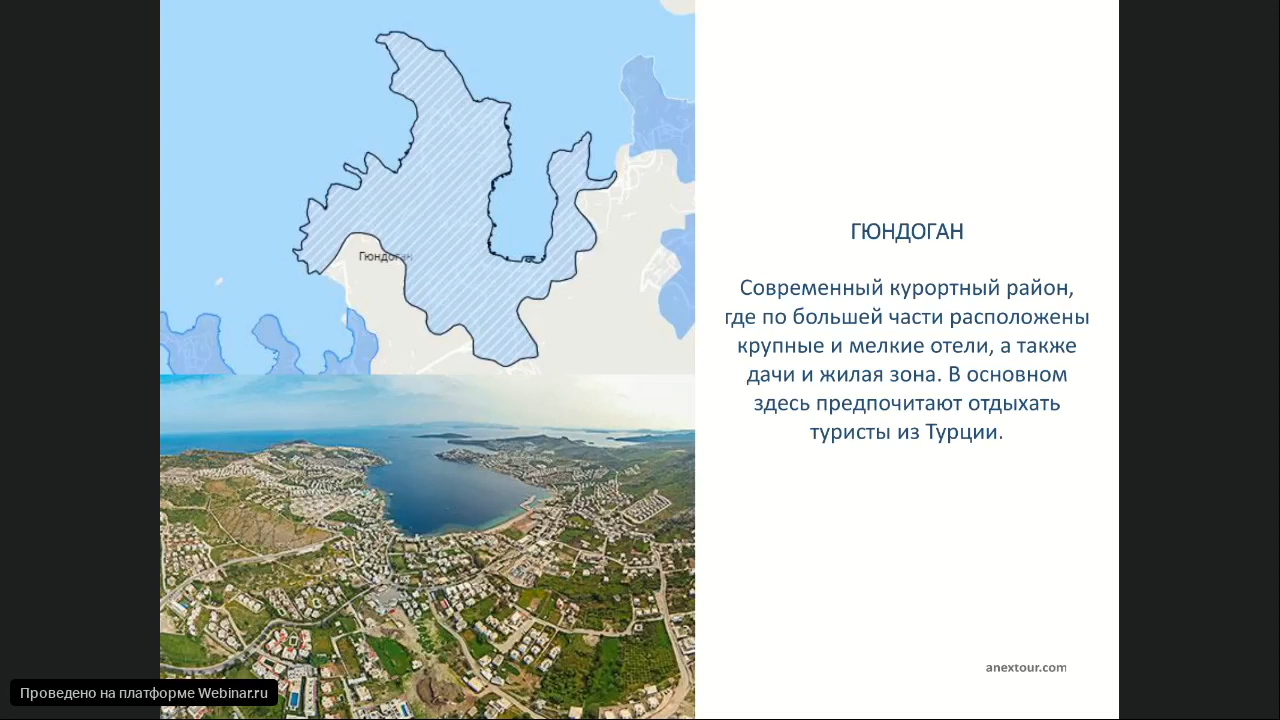 Гюндоган
ГЮНДОГАН
Современный курортный район,
где по большей части расположены
крупные и мелкие отели, а также
дачи и жилая зона. В основном
здесь предпочитают отдыхать
туристы из Турции.
anextour.com
Проведено на платформе Webinar.ru